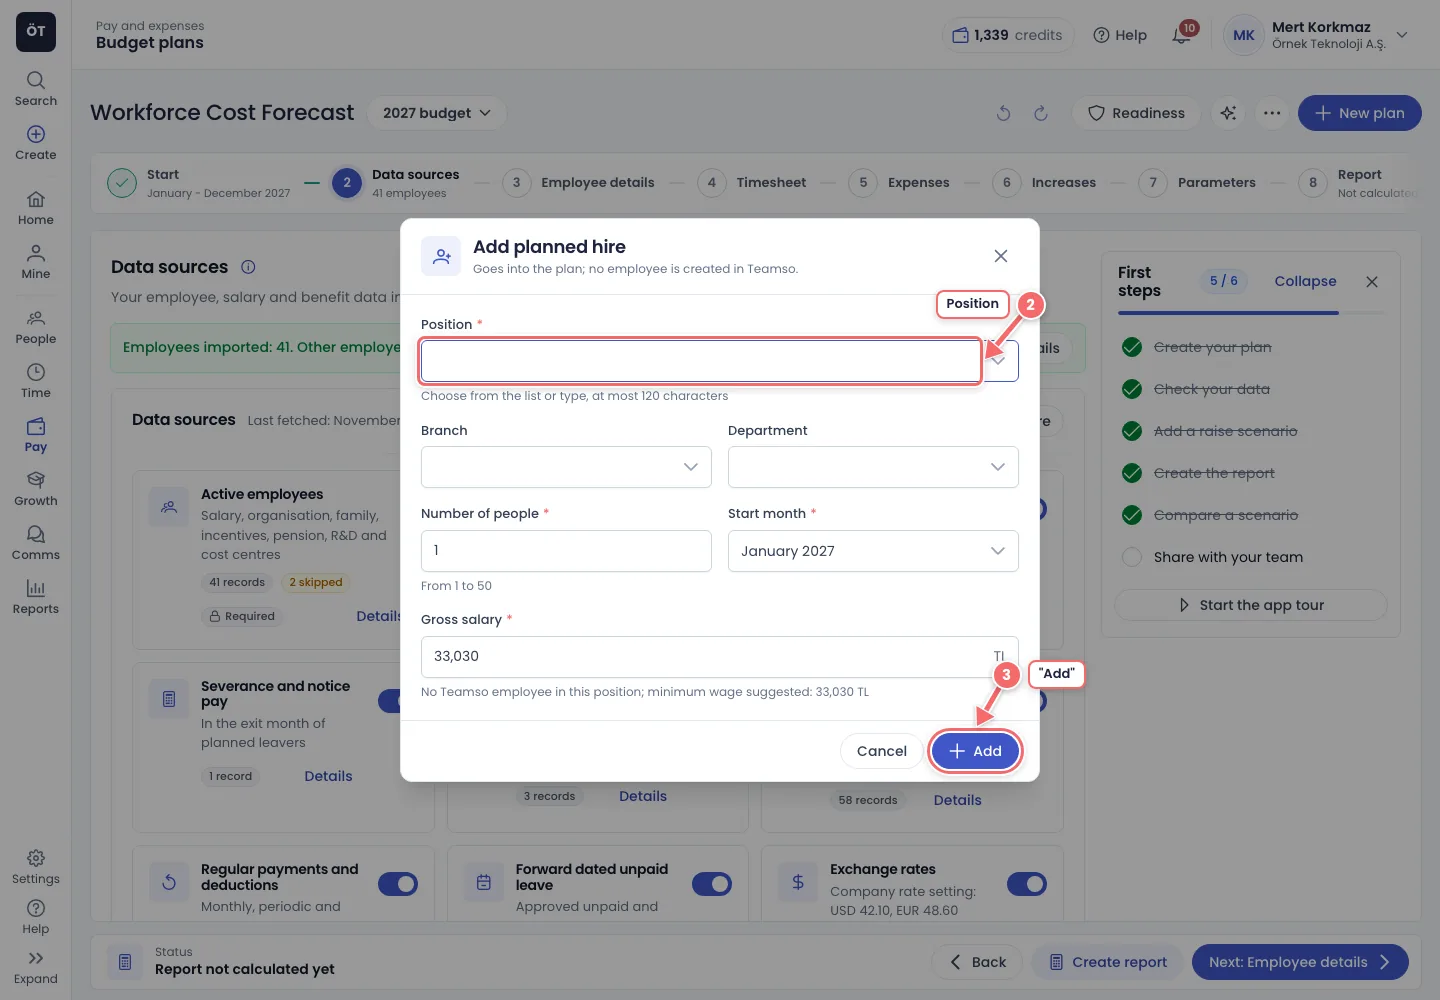 ÖT
Pay and expenses
Budget plans
1,339 credits
Help
10
MK
Mert Korkmaz
Örnek Teknoloji A.Ş.
Search
Create
Home
Mine
People
Time
Pay
Growth
Comms
Reports
Settings
Help
Expand
Workforce Cost Forecast
2027 budget
Readiness
New plan
Start
January - December 2027
2
Data sources
41 employees
3
Employee details
4
Timesheet
5
Expenses
6
Increases
7
Parameters
8
Report
Not calculated
Data sources
Your employee, salary and benefit data in
Employees imported: 41. Other employe
ails
Data sources
Last fetched: November
re
Active employees
Salary, organisation, family,
incentives, pension, R&D and
cost centres
41 records
2 skipped
Required
Details
Severance and notice
pay
In the exit month of
planned leavers
1 record
Details
3 records
Details
58 records
Details
Regular payments and
deductions
Monthly, periodic and
Forward dated unpaid
leave
Approved unpaid and
Exchange rates
Company rate setting:
USD 42.10, EUR 48.60
Add planned hire
Goes into the plan; no employee is created in Teamso.
Position
2
Position *
Choose from the list or type, at most 120 characters
Branch
Department
Number of people *
1
From 1 to 50
Start month *
January 2027
Gross salary *
33,030
TL
No Teamso employee in this position; minimum wage suggested: 33,030 TL
3
"Add"
Cancel
Add
First
steps
5 / 6
Collapse
Create your plan
Check your data
Add a raise scenario
Create the report
Compare a scenario
Share with your team
Start the app tour
Status
Report not calculated yet
Back
Create report
Next: Employee details